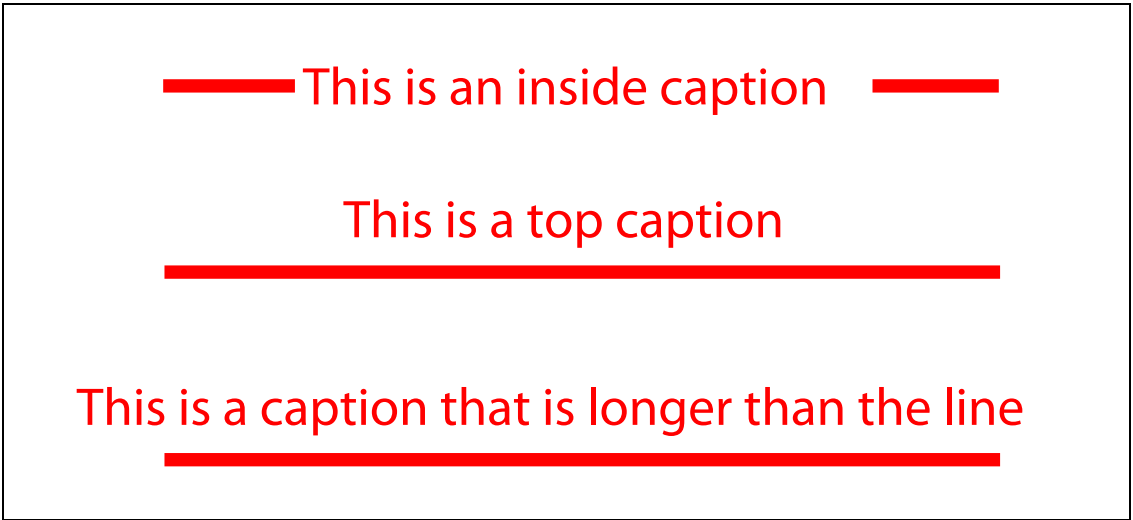 This is an inside caption
This is a top caption
This is a caption that is longer than the line